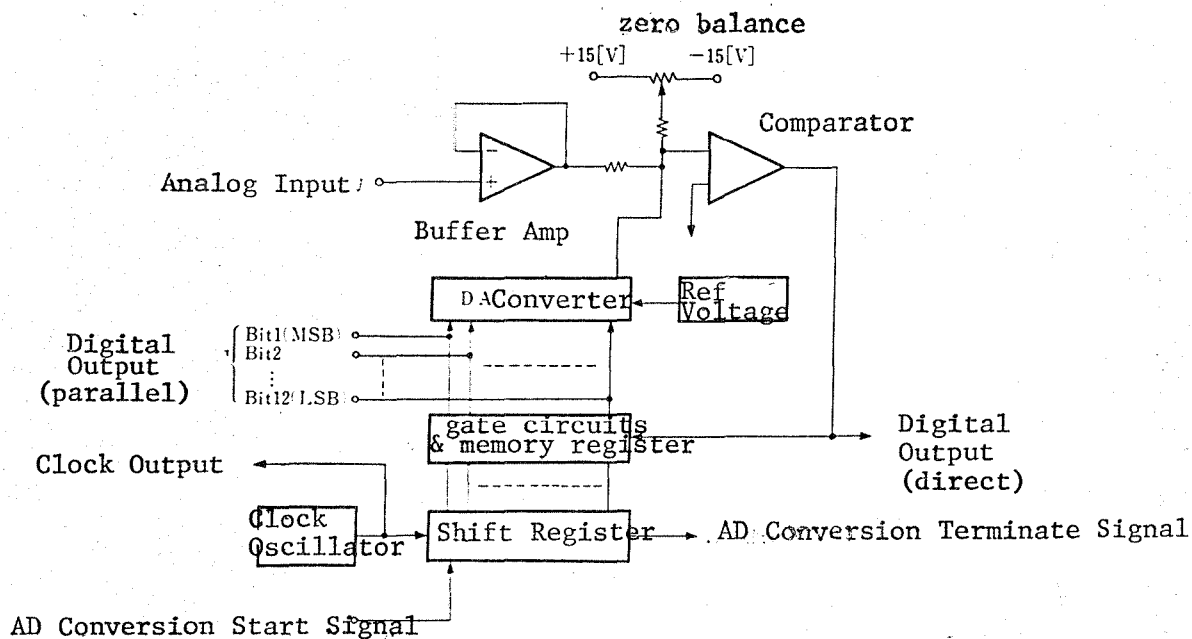 zero balance
+15[V]
-15[V]
Comparator
-
+
Analog Input
Buffer Amp
DA Converter
Ref
Voltage
Digital
Output
(parallel)
Bit1(MSB)
Bit2
Bit12(LSB)
gate circuits
& memory register
Digital
Output
(direct)
Clock Output
Clock
Oscillator
Shift Register
AD Conversion Terminate Signal
AD Conversion Start Signal